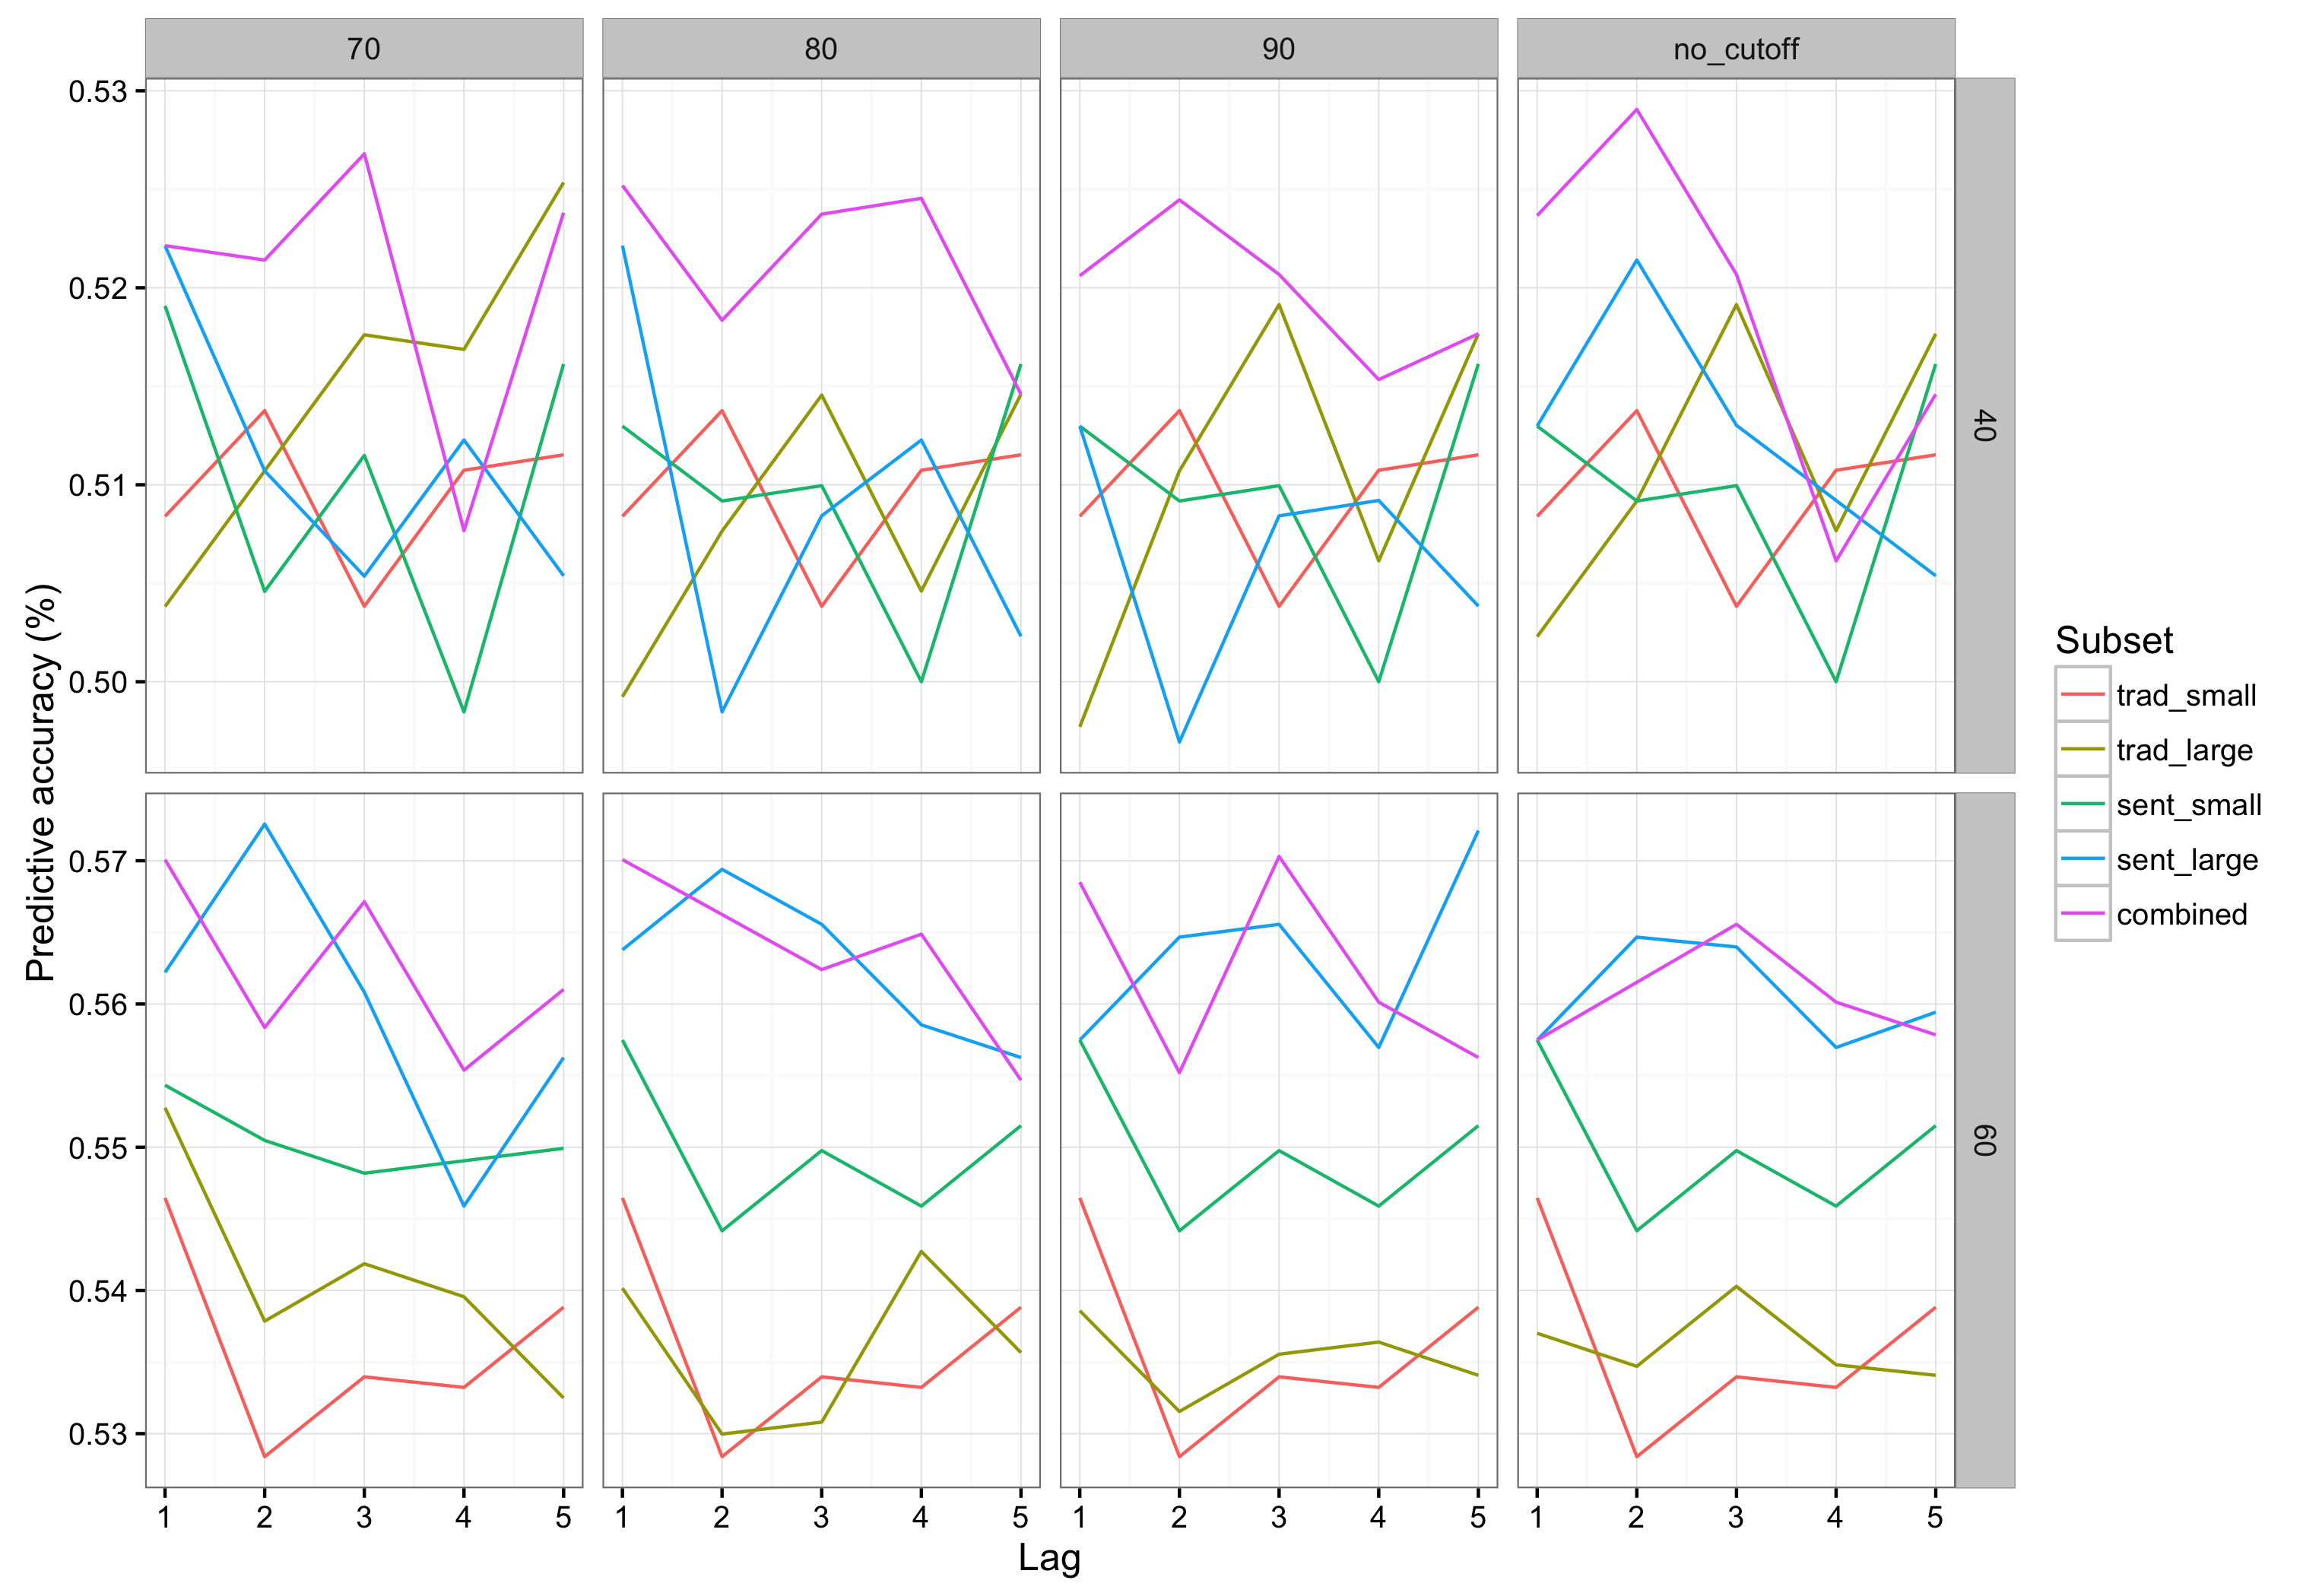 70
80
90
no_cutoff
0.53
0.52
0.51
0.50
40
0.57
0.56
0.55
0.54
0.53
60
Predictive accuracy (%)
1 2 3 4 5
1 2 3 4 5
1 2 3 4 5
1 2 3 4 5
Lag
Subset
trad_small
trad_large
sent_small
sent_large
combined